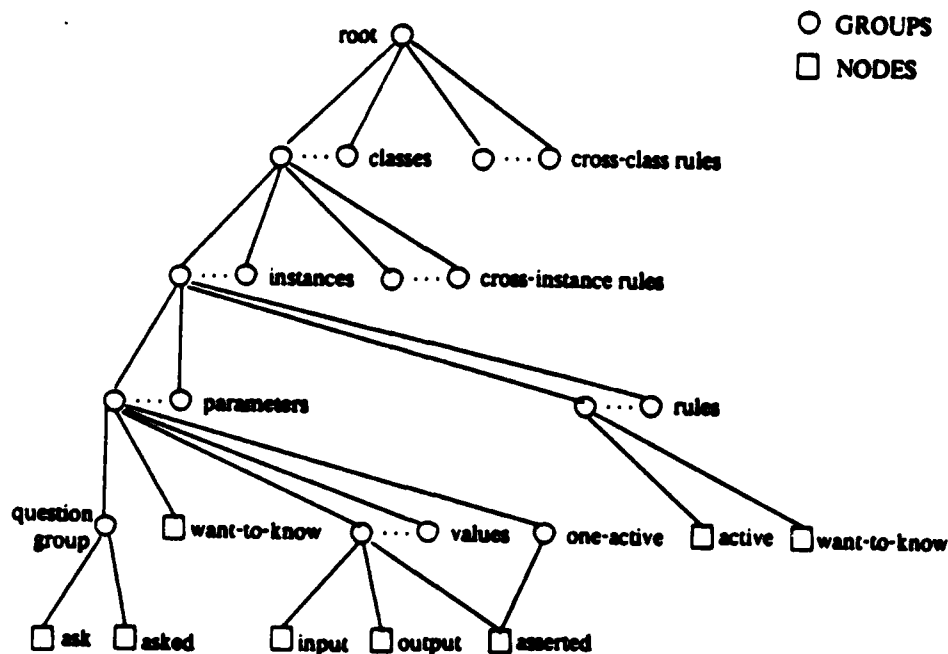 root
GROUPS
NODES
classes
cross-class rules
instances
cross-instance rules
parameters
rules
question
group
want-to-know
values
one-active
active
want-to-know
ask
asked
input
output
asserted